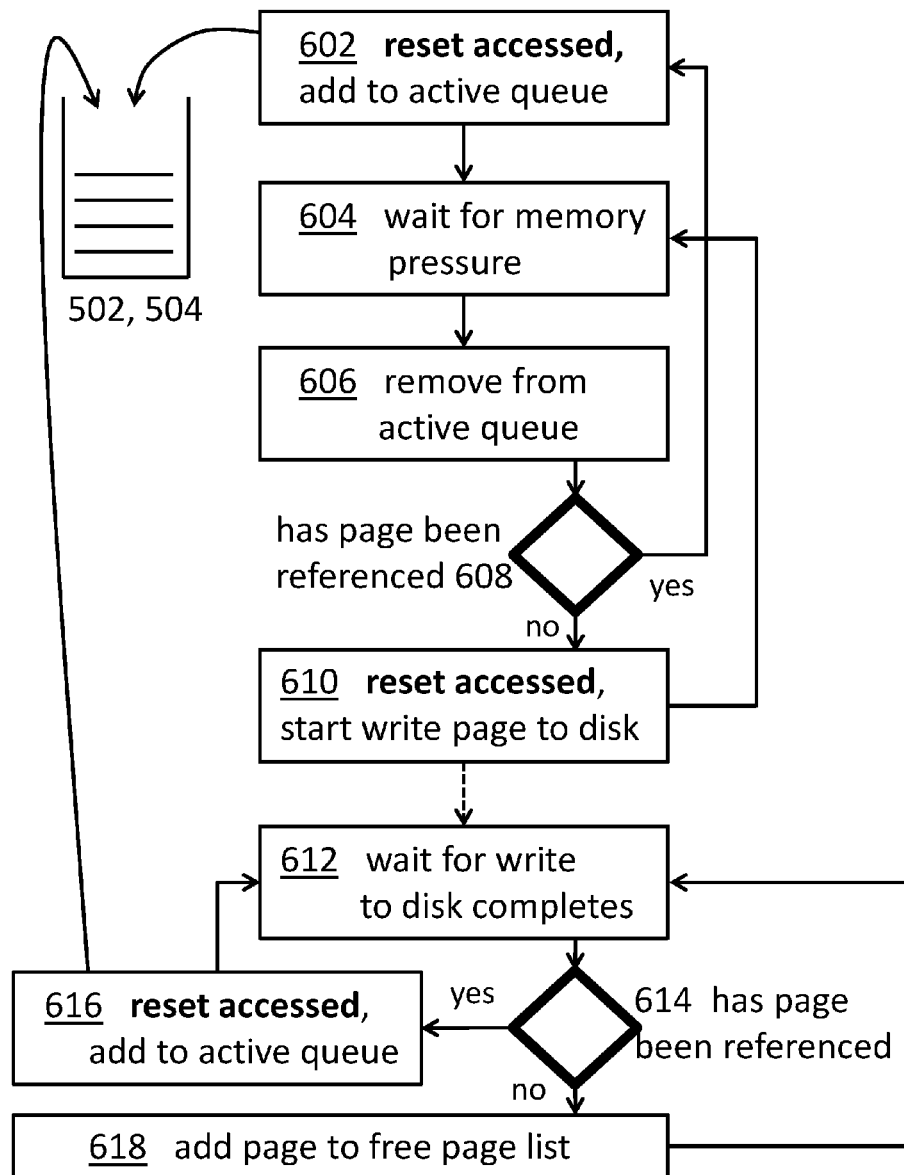 602 reset accessed,
add to active queue
604 wait for memory
pressure
502, 504
606 remove from
active queue
has page been
referenced 608
yes
no
610 reset accessed,
start write page to disk
612 wait for write
to disk completes
616 reset accessed,
add to active queue
yes
614 has page
been referenced
no
618 add page to free page list